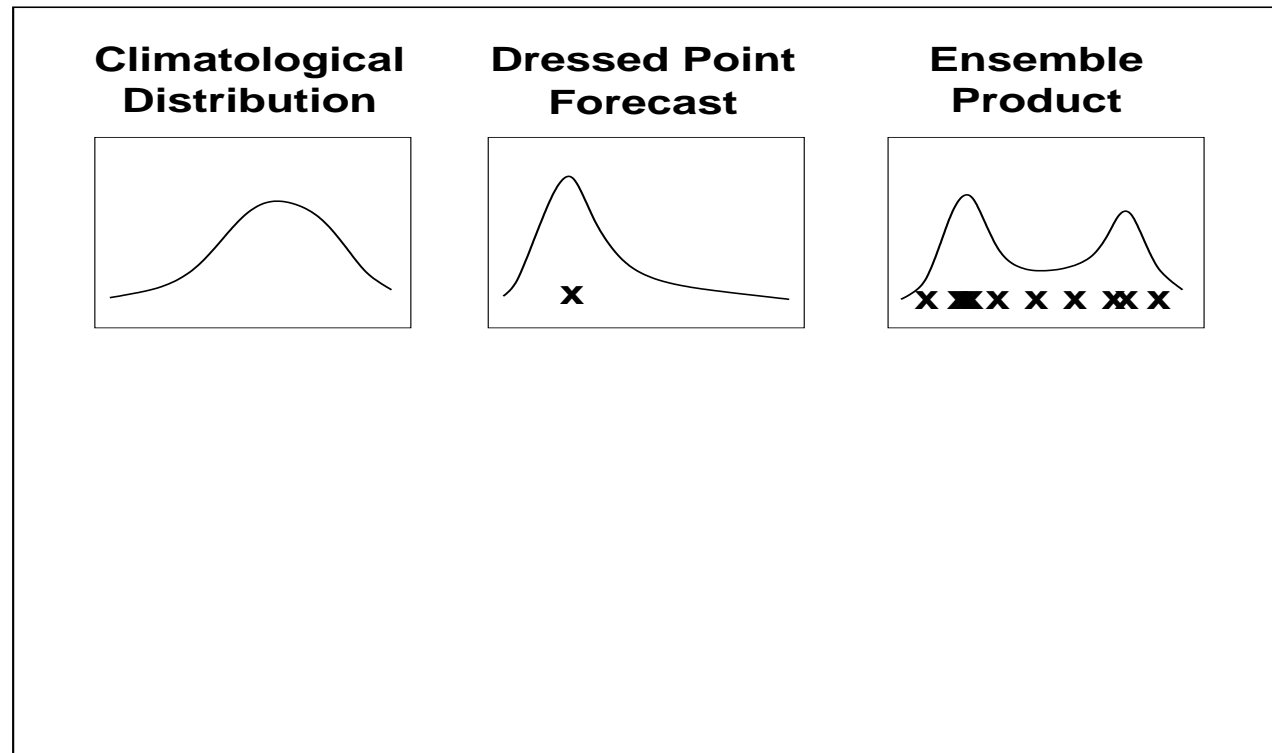 Climatological
Distribution
Dressed Point
Forecast
Ensemble
Product
x
x x x x x x x x x x